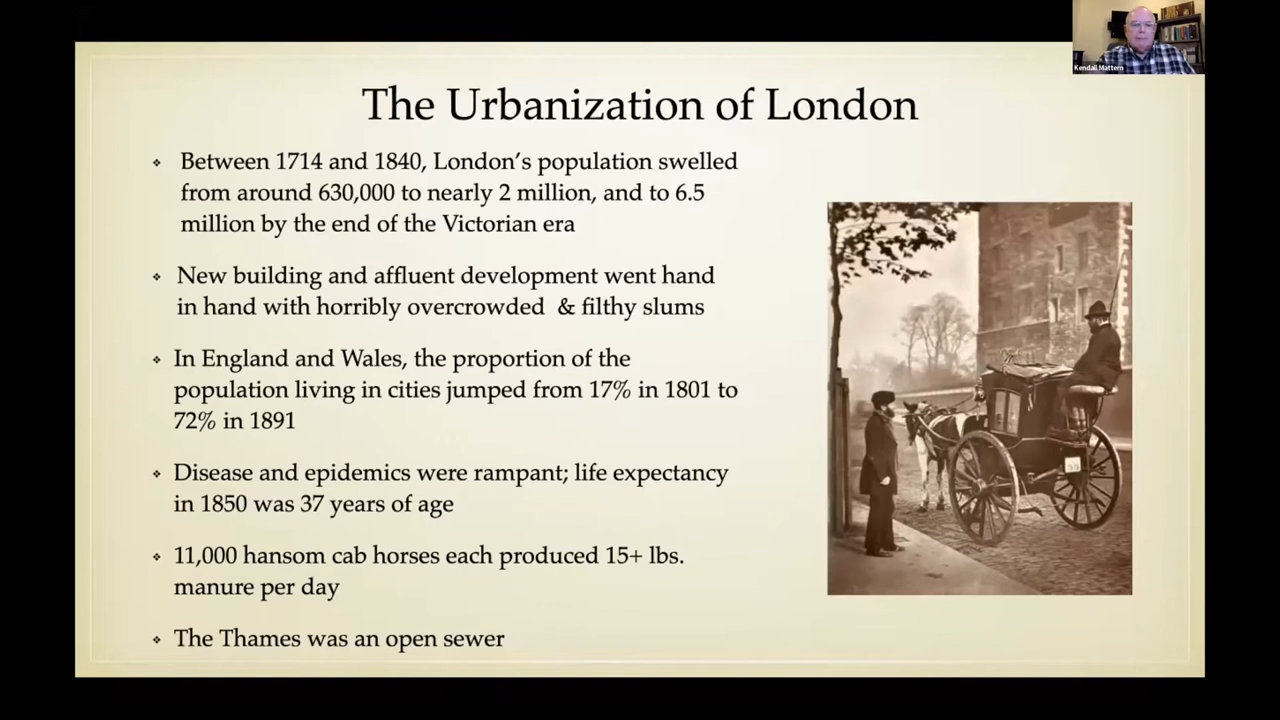 Kendall Mattern
The Urbanization of London
Between 1714 and 1840, London's population swelled
from around 630,000 to nearly 2 million, and to 6.5
million by the end of the Victorian era
New building and affluent development went hand
in hand with horribly overcrowded & filthy slums
In England and Wales, the proportion of the
population living in cities jumped from 17% in 1801 to
72% in 1891
Disease and epidemics were rampant; life expectancy
in 1850 was 37 years of age
11,000 hansom cab horses each produced 15+ lbs.
manure per day
The Thames was an open sewer